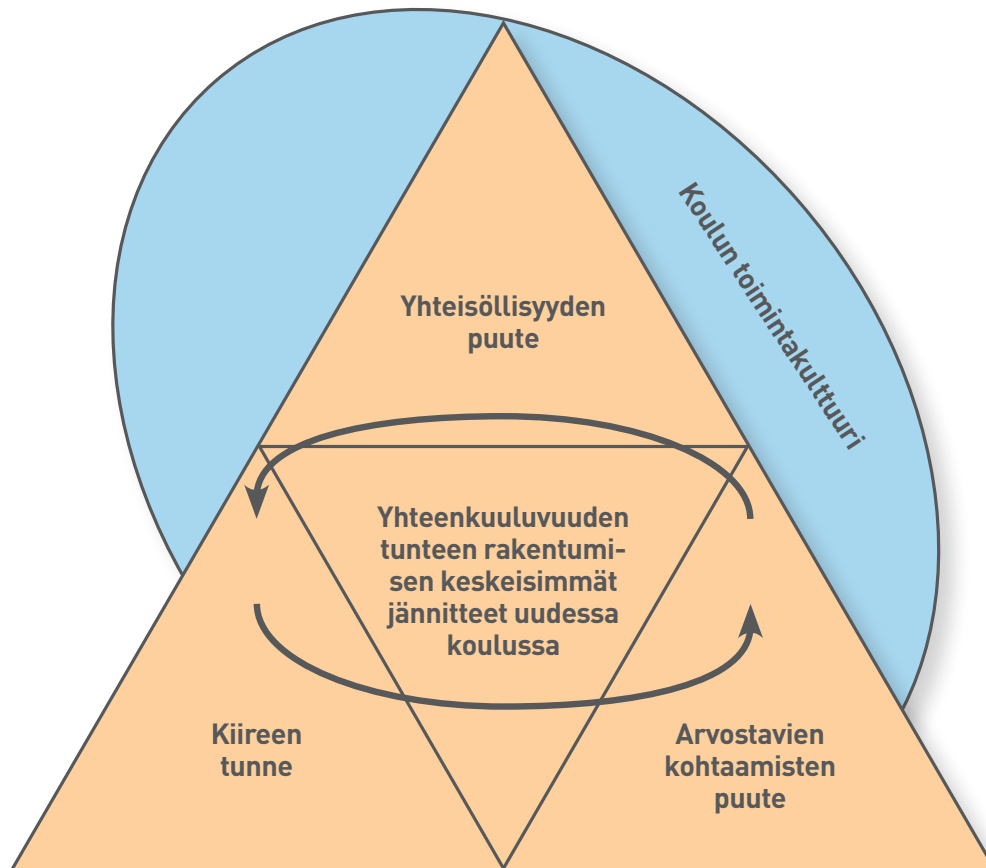 Koulun toimintakulttuuri
Yhteisöllisyyden
puute
Yhteenkuuluvuuden
tunteen rakentumi-
sen keskeisimmät
jännitteet uudessa
koulussa
Kiireen
tunne
Arvostavien
kohtaamisten
puute